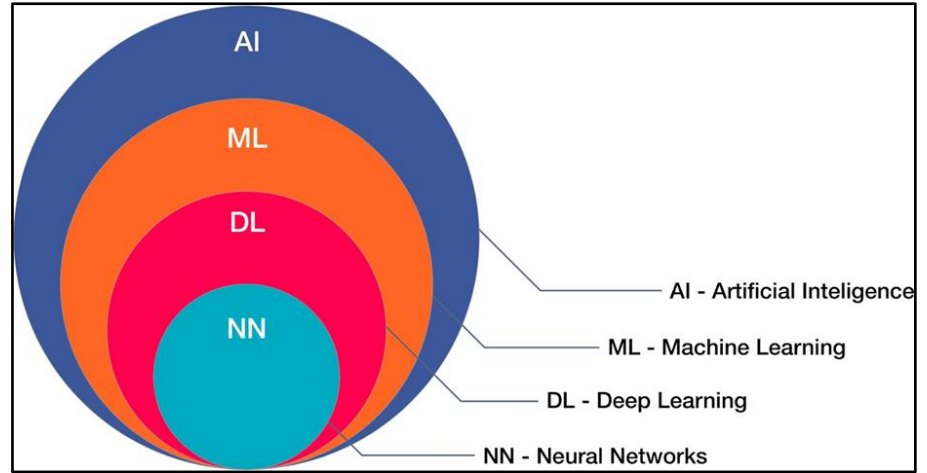 AI
ML
DL
NN
AI - Artificial Inteligence
ML - Machine Learning
DL - Deep Learning
NN - Neural Networks